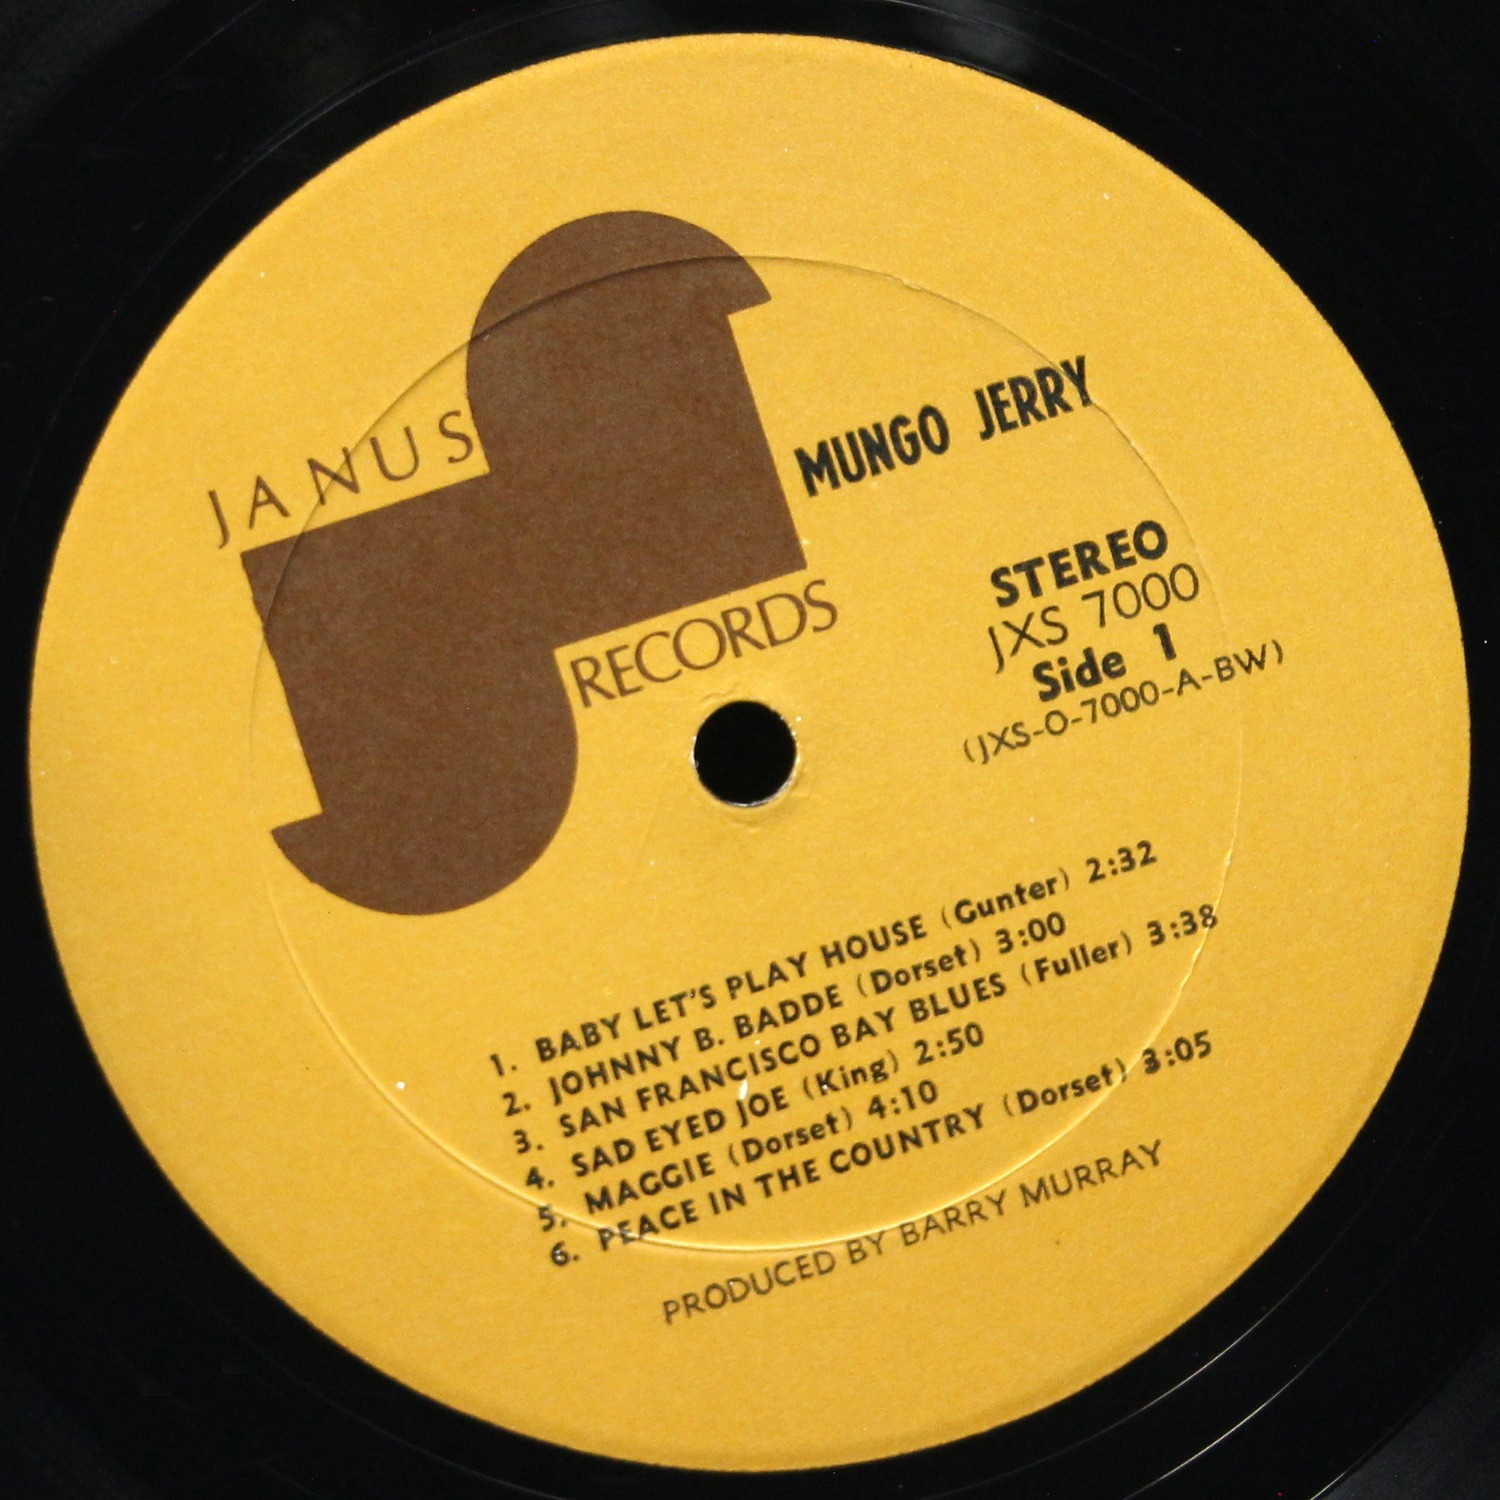 JANUS
RECORDS
MUNGO JERRY
STEREO
JXS 7000
Side 1
(JXS-O-7000-A-BW)
1. BABY LET'S PLAY HOUSE (Gunter) 2:32
2. JOHNNY B. BADDE (Dorset) 3:00
3. SAN FRANCISCO BAY BLUES (Fuller) 3:38
4. SAD EYED JOE (King) 2:50
5. MAGGIE (Dorset) 4:10
6. PEACE IN THE COUNTRY (Dorset) 3:05
PRODUCED BY BARRY MURRAY